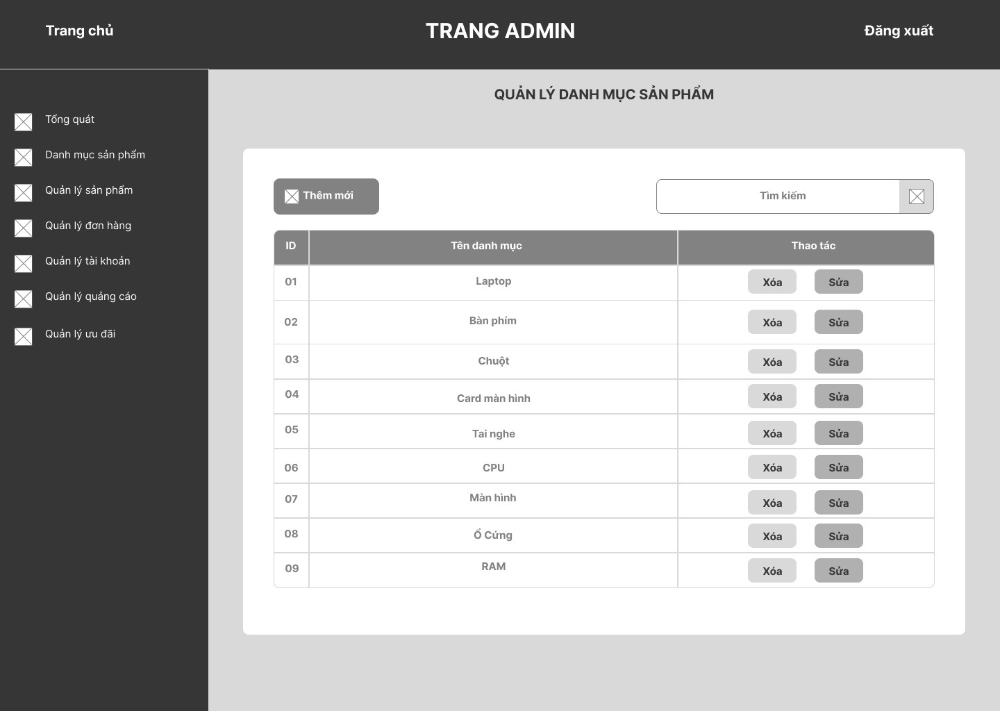 Trang chủ
TRANG ADMIN
Đăng xuất
QUẢN LÝ DANH MỤC SẢN PHẨM
Tổng quát
Danh mục sản phẩm
Quản lý sản phẩm
Quản lý đơn hàng
Quản lý tài khoản
Quản lý quảng cáo
Quản lý ưu đãi
Thêm mới
Tìm kiếm
ID Tên danh mục Thao tác
01 Laptop Xóa Sửa
02 Bàn phím Xóa Sửa
03 Chuột Xóa Sửa
04 Card màn hình Xóa Sửa
05 Tai nghe Xóa Sửa
06 CPU Xóa Sửa
07 Màn hình Xóa Sửa
08 Ổ Cứng Xóa Sửa
09 RAM Xóa Sửa